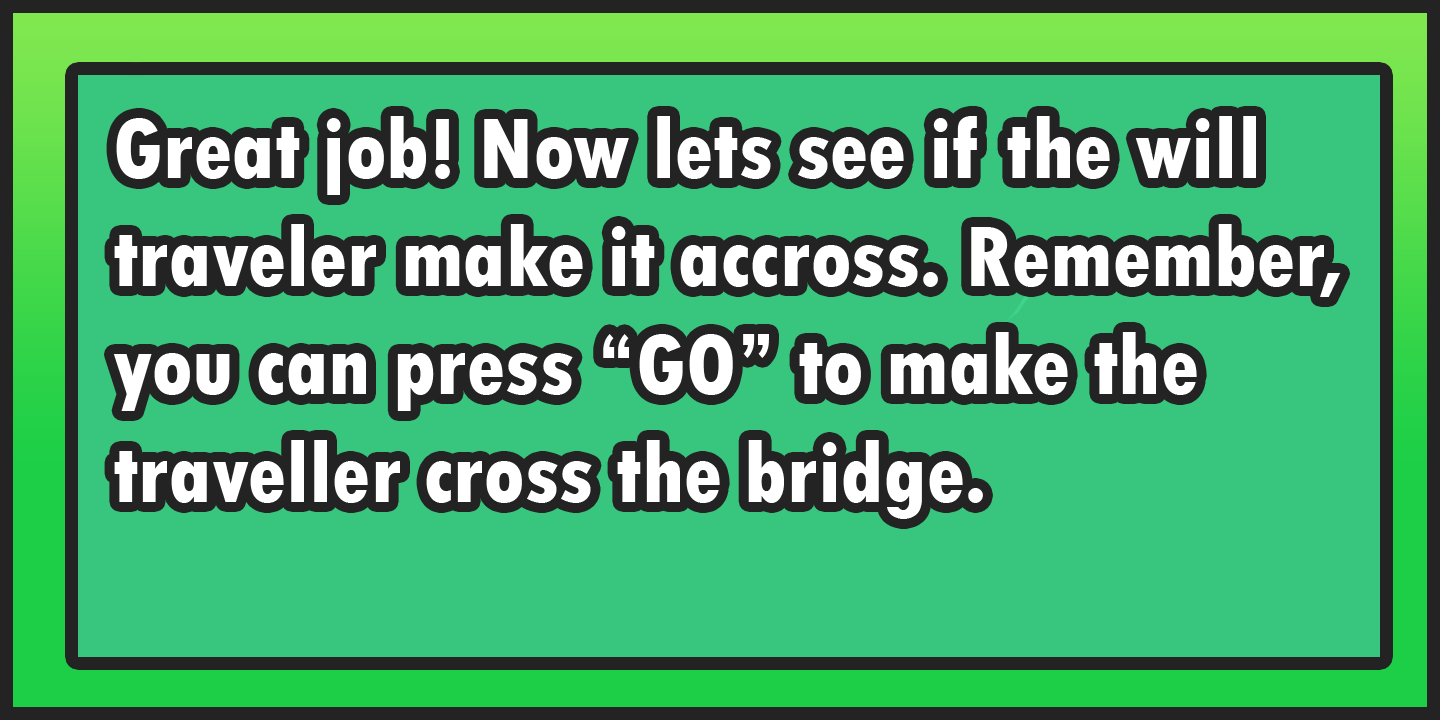 Great job! Now lets see if the will
traveler make it accross. Remember,
you can press “GO” to make the
traveller cross the bridge.